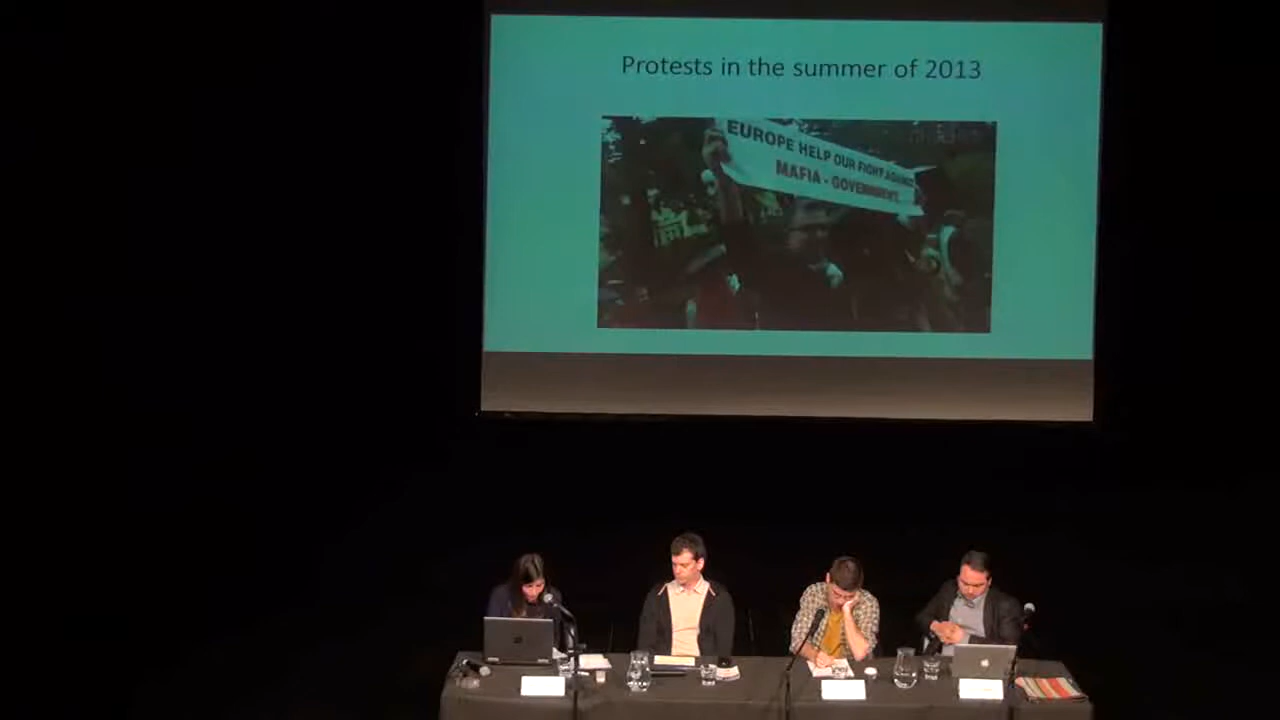 Protests in the summer of 2013
EUROPE HELP OUR FIGHT AGAINST
MAFIA - GOVERNMENT